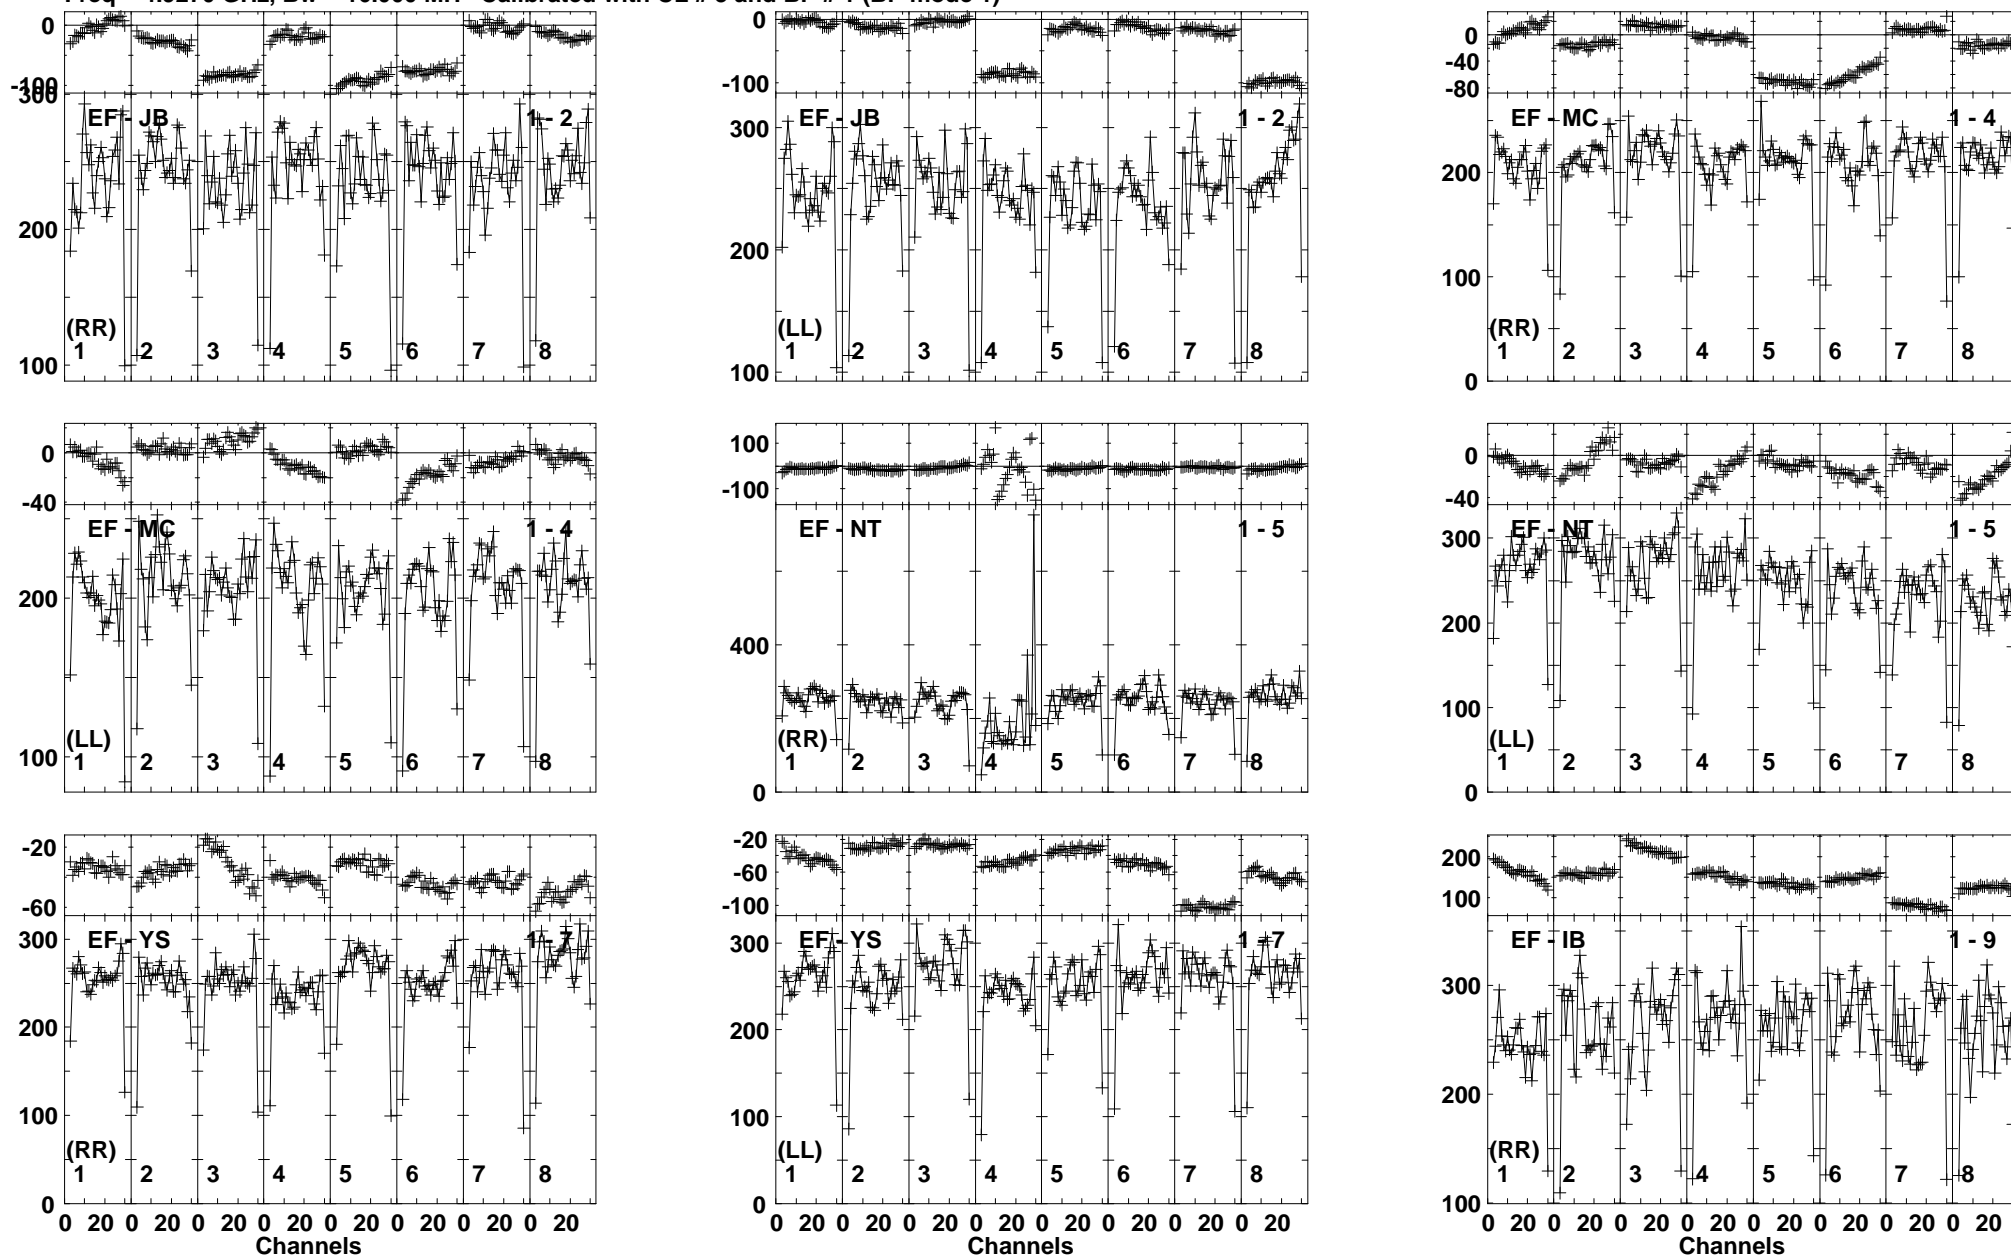 0 -100 300 200 100 EF - JB 1 - 2 (RR) 1 2 3 4 5 6 7 8
0 -100 300 200 100 EF - JB 1 - 2 (LL) 1 2 3 4 5 6 7 8
0 -40 -80 200 100 0 EF - MC 1 - 4 (RR) 1 2 3 4 5 6 7 8
0 -40 200 100 EF - MC 1 - 4 (LL) 1 2 3 4 5 6 7 8
100 -100 400 0 EF - NT 1 - 5 (RR) 1 2 3 4 5 6 7 8
0 -40 300 200 100 0 EF - NT 1 - 5 (LL) 1 2 3 4 5 6 7 8
-20 -60 300 200 100 0 EF - YS 1 - 7 (RR) 1 2 3 4 5 6 7 8
-20 -60 -100 300 200 100 0 EF - YS 1 - 7 (LL) 1 2 3 4 5 6 7 8
200 100 300 200 100 EF - IB 1 - 9 (RR) 1 2 3 4 5 6 7 8
0 20 0 20 0 20 0 20 0 20 0 20 0 20 0 20
Channels
0 20 0 20 0 20 0 20 0 20 0 20 0 20 0 20
Channels
0 20 0 20 0 20 0 20 0 20 0 20 0 20 0 20
Channels